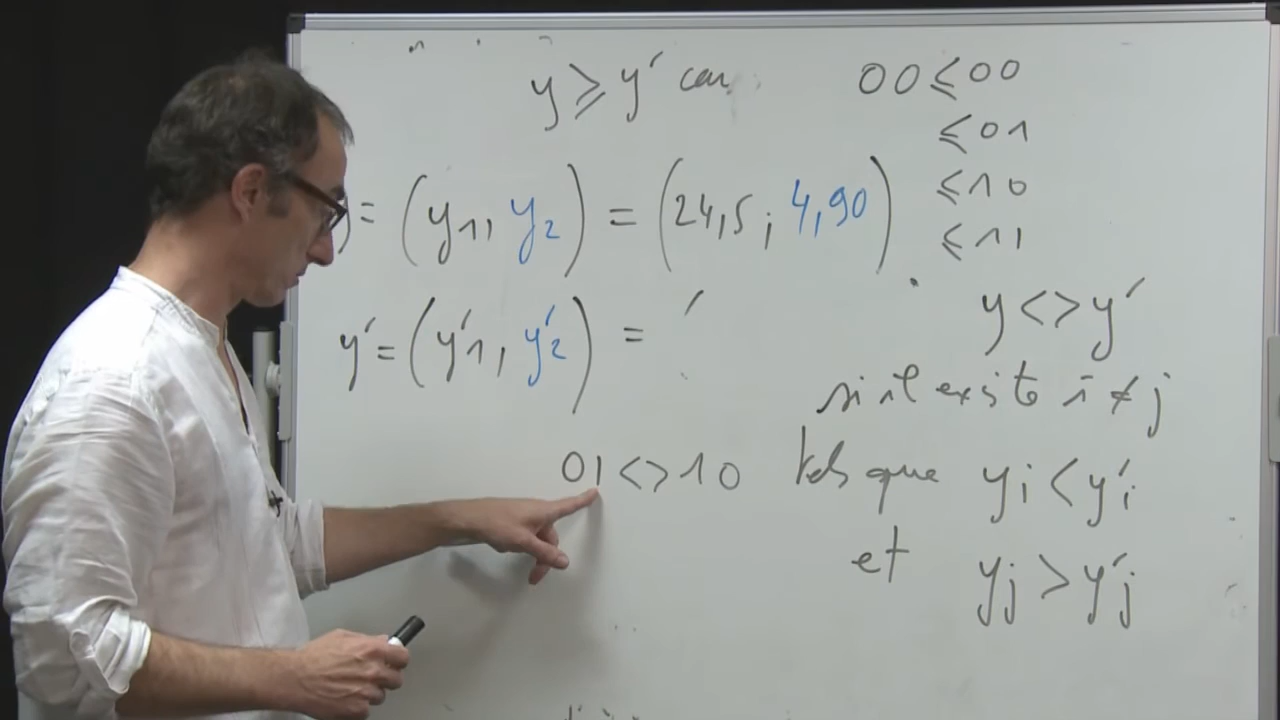 y ⩾ y′ car
00 ⩽ 00
⩽ 01
⩽ 10
⩽ 11
= (y1, y2) = (24,5 ; 4,90)
y <> y′
y′ = (y′1, y′2) =
si il existe i ≠ j
01 <> 10
tels que yi < y′i
et yj > y′j